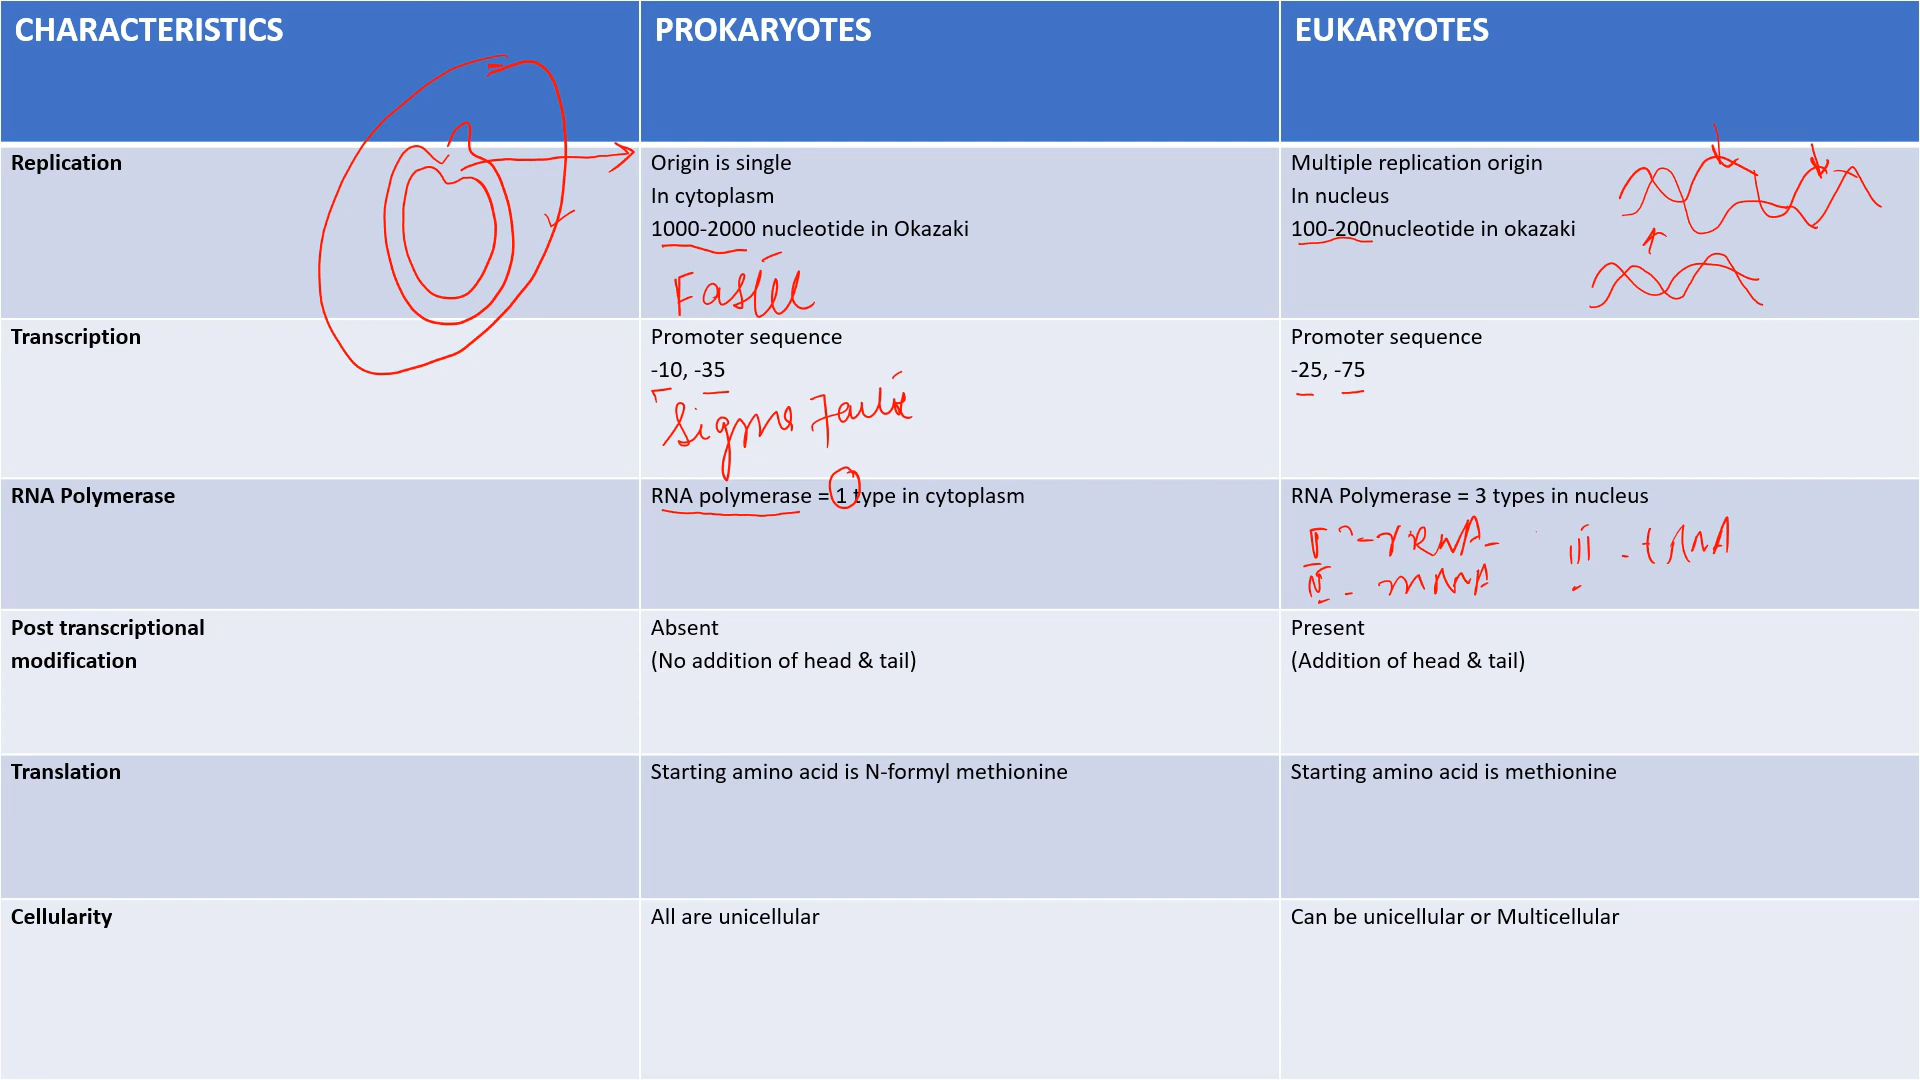 CHARACTERISTICS
PROKARYOTES
EUKARYOTES
Replication
Origin is single
In cytoplasm
1000-2000 nucleotide in Okazaki
Multiple replication origin
In nucleus
100-200nucleotide in okazaki
Transcription
Promoter sequence
-10, -35
Sigma
Promoter sequence
-25, -75
RNA Polymerase
RNA polymerase = 1 type in cytoplasm
RNA Polymerase = 3 types in nucleus
I - rRNA
III - tRNA
II - mRNA
Post transcriptional
modification
Absent
(No addition of head & tail)
Present
(Addition of head & tail)
Translation
Starting amino acid is N-formyl methionine
Starting amino acid is methionine
Cellularity
All are unicellular
Can be unicellular or Multicellular